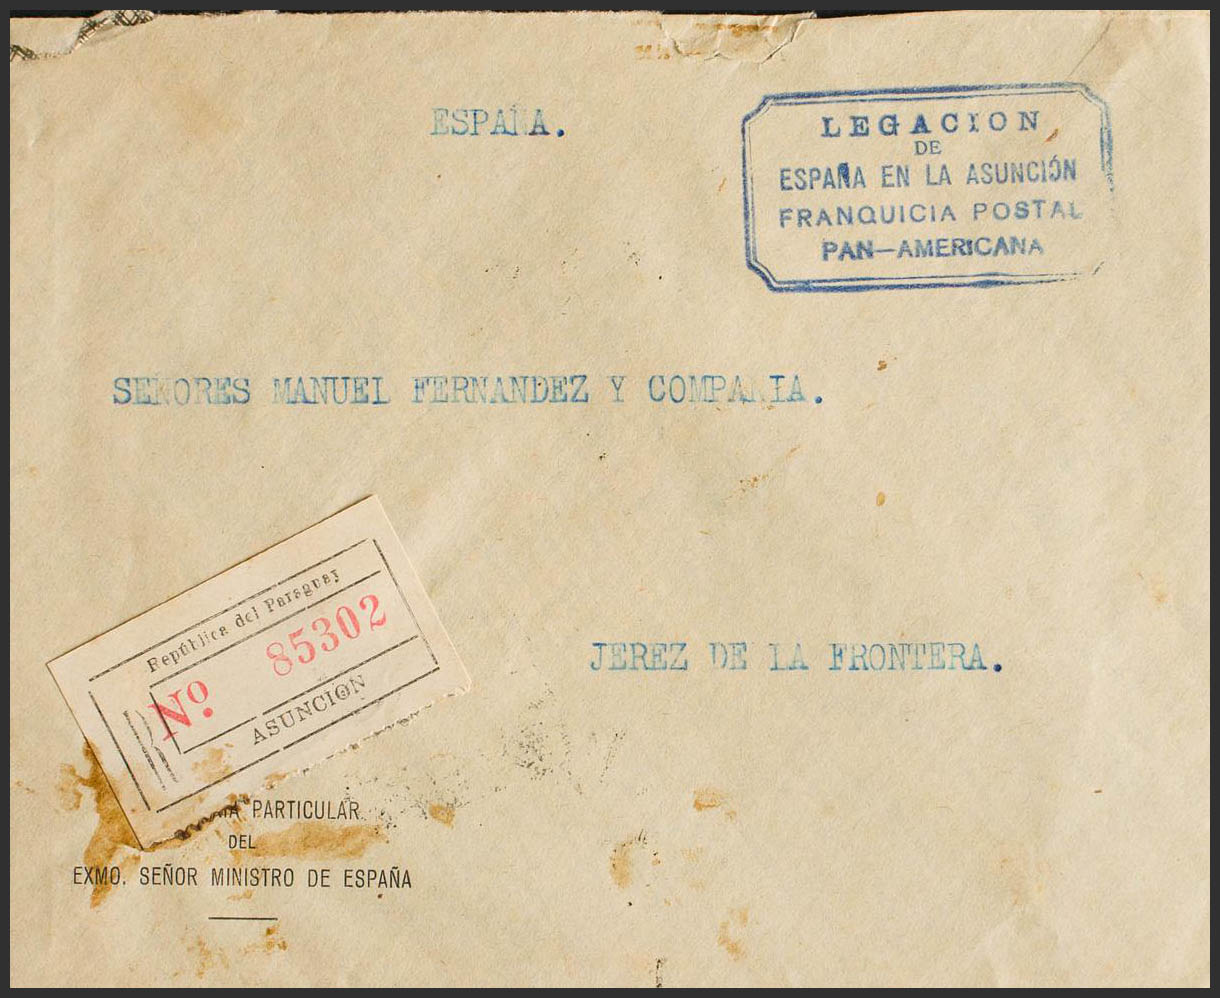 ESPAÑA.
LEGACION
DE
ESPAÑA EN LA ASUNCIÓN
FRANQUICIA POSTAL
PAN—AMERICANA
SEÑORES MANUEL FERNANDEZ Y COMPAÑIA.
República del Paraguay
Nº. 85302
R
ASUNCIÓN
JEREZ DE LA FRONTERA.
PARTICULAR
DEL
EXMO. SEÑOR MINISTRO DE ESPAÑA